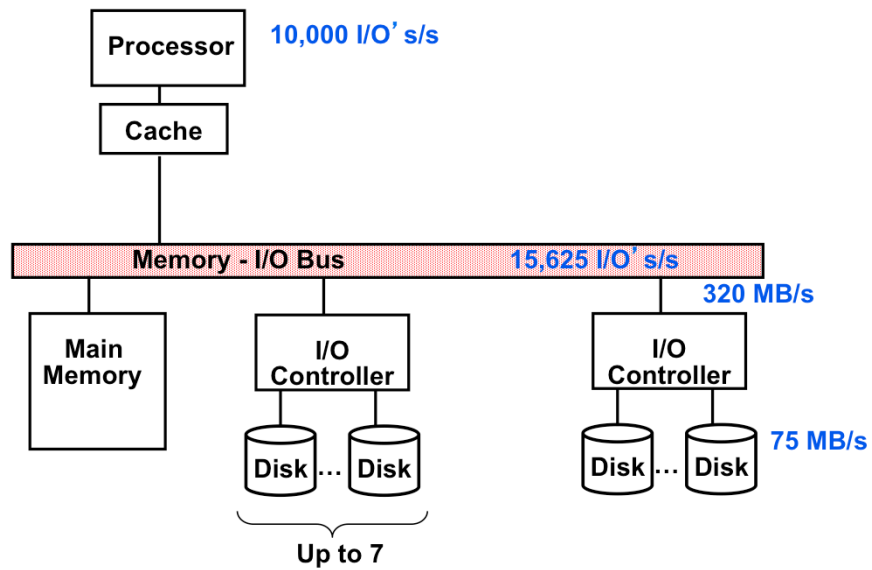 Processor
10,000 I/O’ s/s
Cache
Memory - I/O Bus
15,625 I/O’ s/s
320 MB/s
Main
Memory
I/O
Controller
I/O
Controller
75 MB/s
Disk...Disk
Disk...Disk
Up to 7